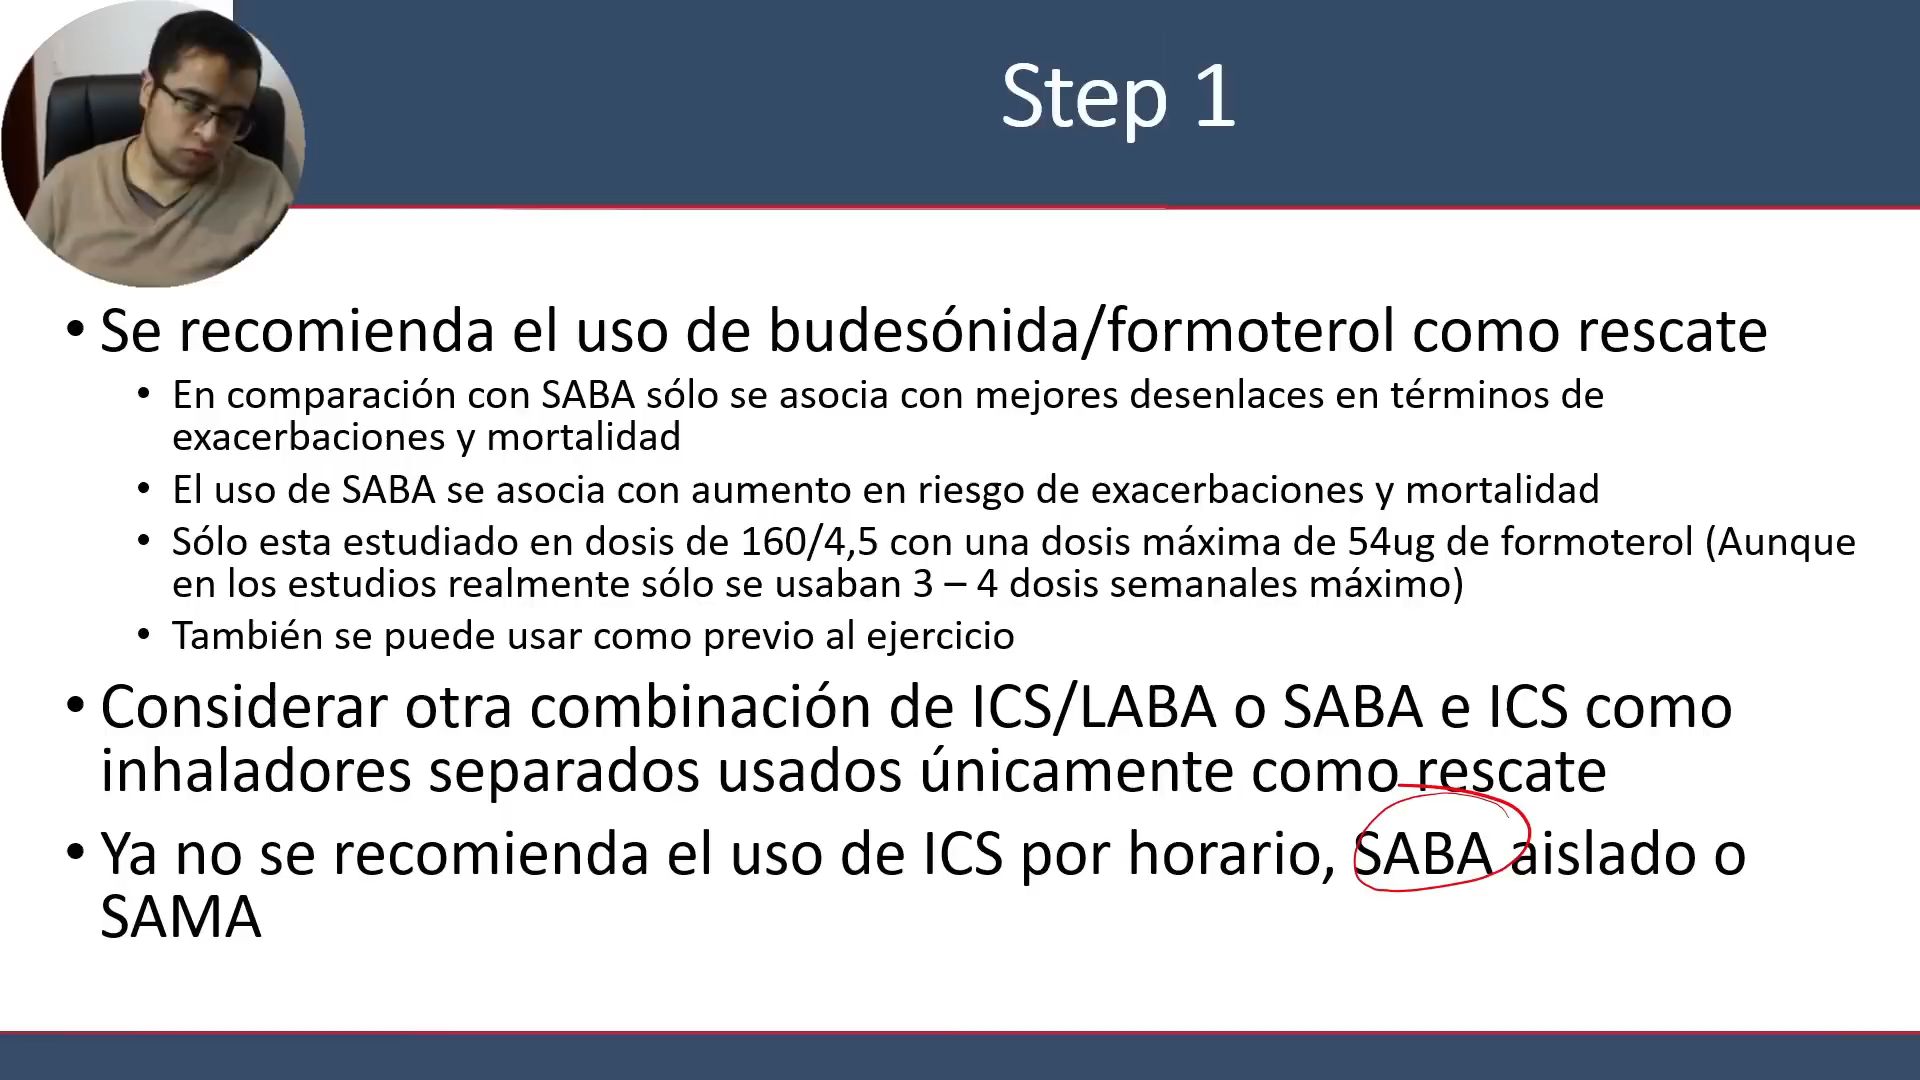 Step 1
• Se recomienda el uso de budesónida/formoterol como rescate
• En comparación con SABA sólo se asocia con mejores desenlaces en términos de
exacerbaciones y mortalidad
• El uso de SABA se asocia con aumento en riesgo de exacerbaciones y mortalidad
• Sólo esta estudiado en dosis de 160/4,5 con una dosis máxima de 54ug de formoterol (Aunque
en los estudios realmente sólo se usaban 3 – 4 dosis semanales máximo)
• También se puede usar como previo al ejercicio
• Considerar otra combinación de ICS/LABA o SABA e ICS como
inhaladores separados usados únicamente como rescate
• Ya no se recomienda el uso de ICS por horario, SABA aislado o
SAMA